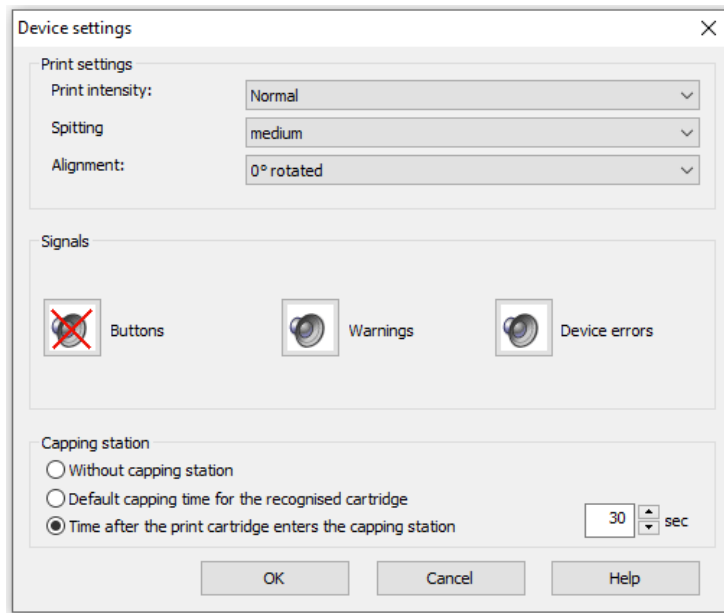 Device settings
Print settings
Print intensity: Normal
Spitting medium
Alignment: 0° rotated
Signals
Buttons Warnings Device errors
Capping station
Without capping station
Default capping time for the recognised cartridge
Time after the print cartridge enters the capping station 30 sec
OK Cancel Help